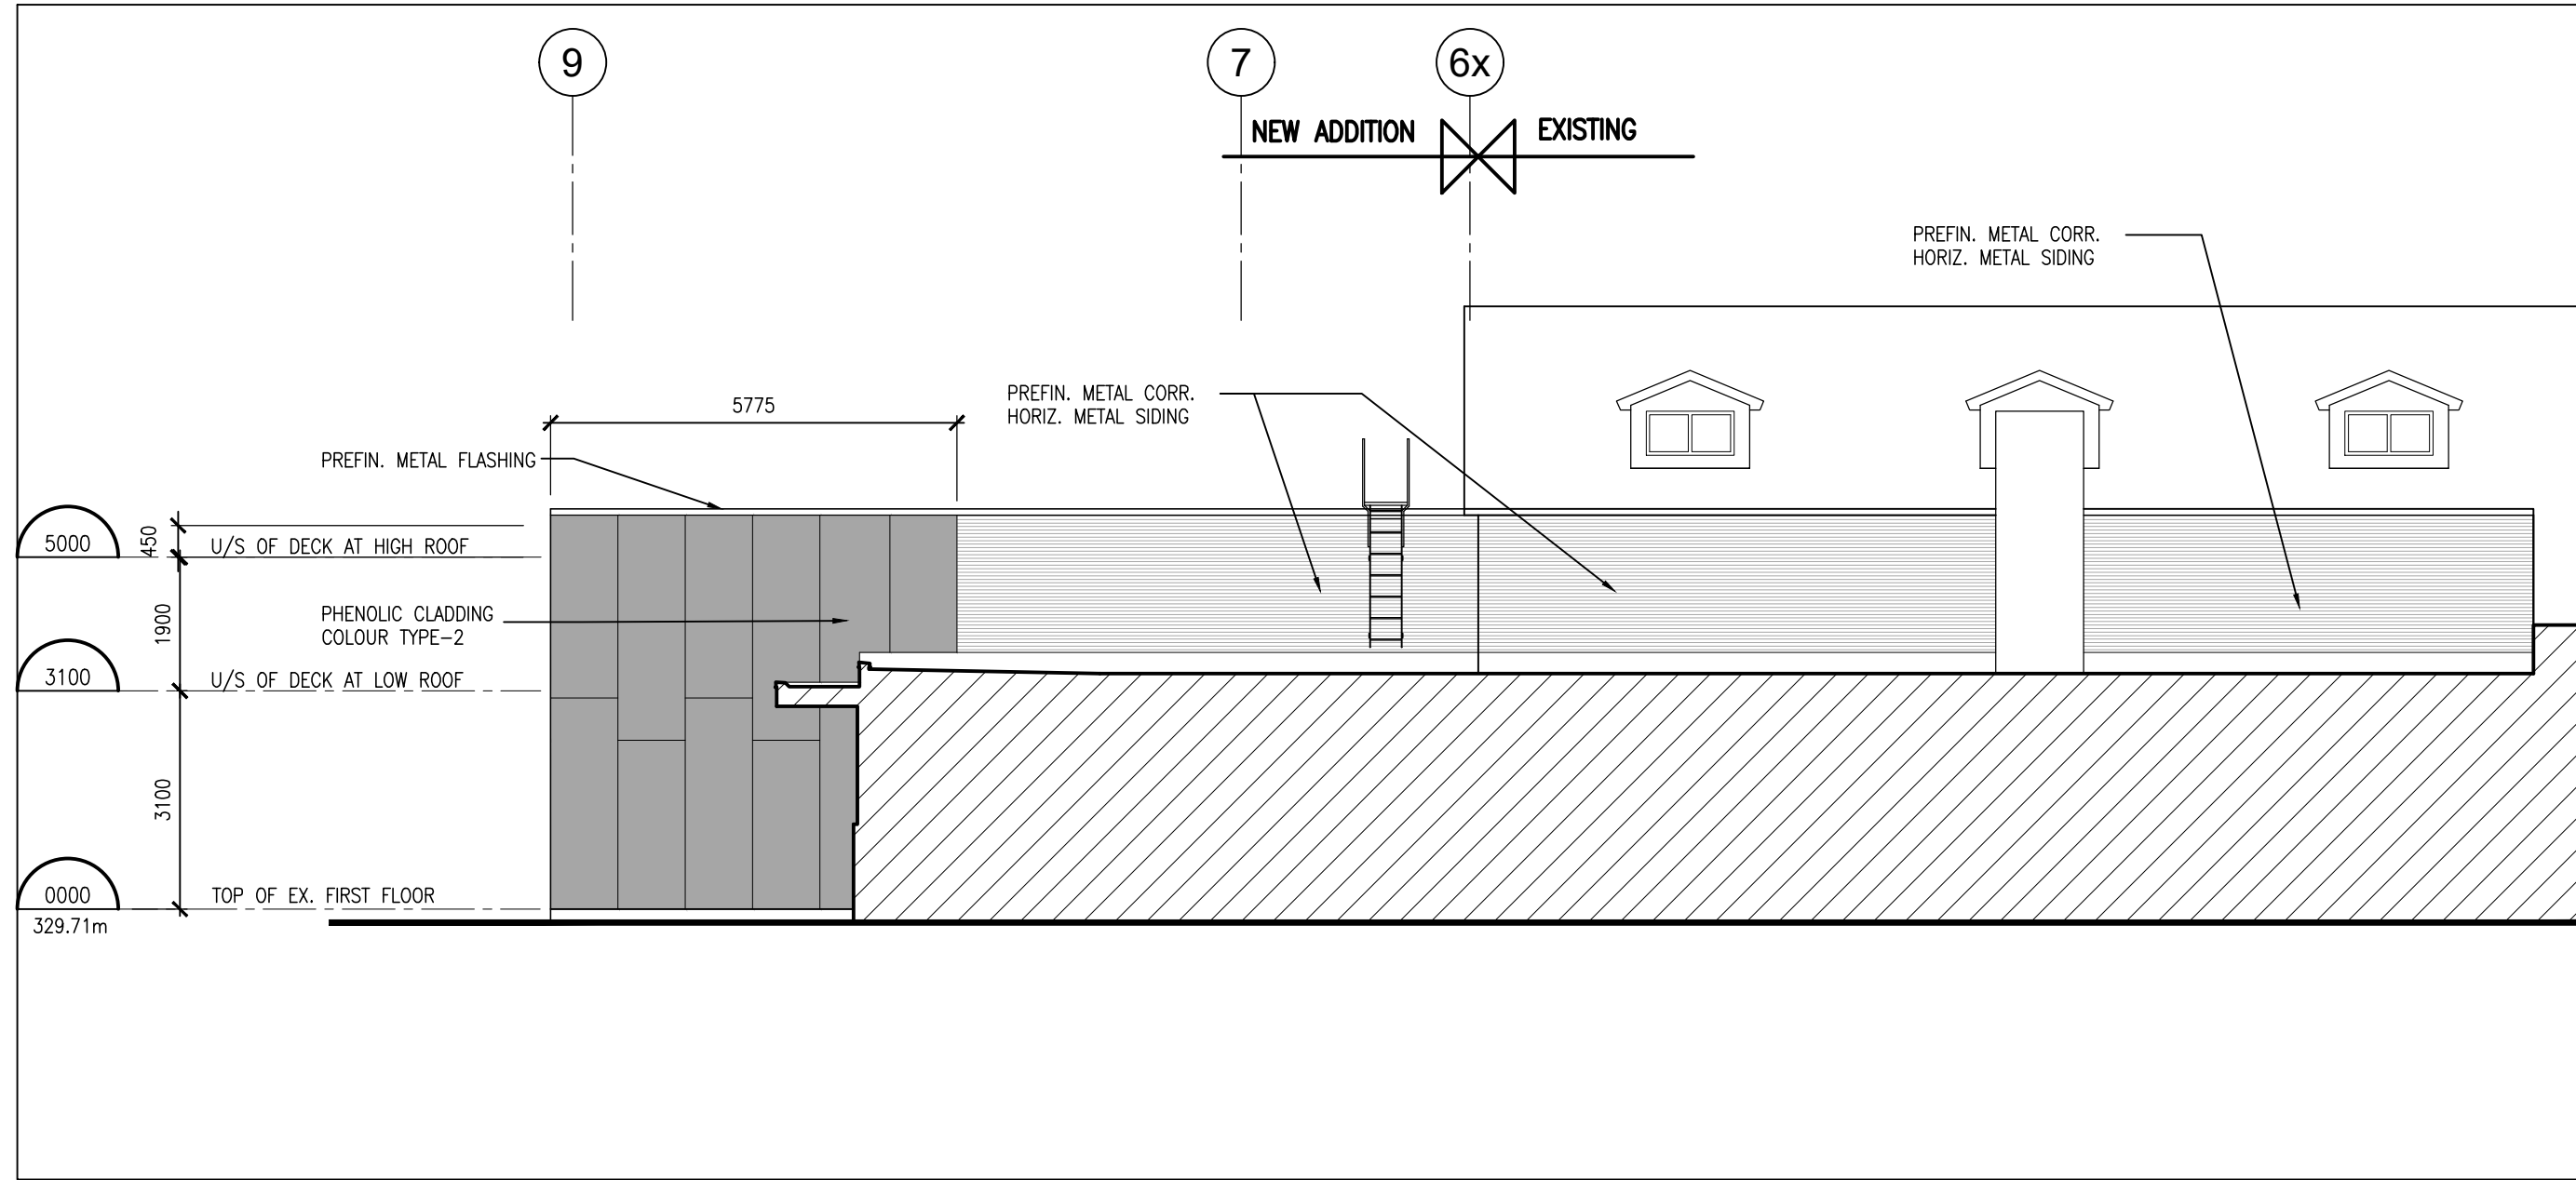 9
7
6x
NEW ADDITION
EXISTING
PREFIN. METAL CORR.
HORIZ. METAL SIDING
PREFIN. METAL CORR.
HORIZ. METAL SIDING
5775
PREFIN. METAL FLASHING
5000
450
U/S OF DECK AT HIGH ROOF
1900
PHENOLIC CLADDING
COLOUR TYPE-2
3100
U/S OF DECK AT LOW ROOF
3100
0000
TOP OF EX. FIRST FLOOR
329.71m